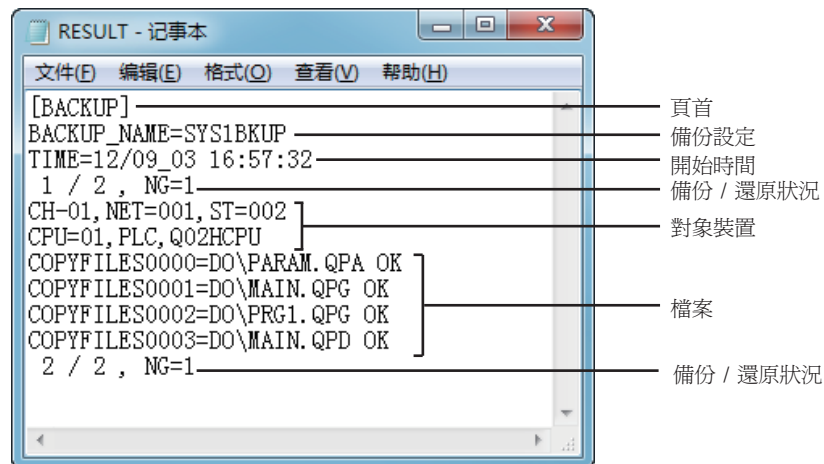 RESULT - 记事本
文件(F) 编辑(E) 格式(O) 查看(V) 帮助(H)
[BACKUP]
頁首
BACKUP_NAME=SYS1BKUP
備份設定
TIME=12/09_03 16:57:32
開始時間
1 / 2 , NG=1
備份 / 還原狀況
CH-01,NET=001,ST=002
CPU=01,PLC,Q02HCPU
對象裝置
COPYFILES0000=DO\PARAM.QPA OK
COPYFILES0001=DO\MAIN.QPG OK
COPYFILES0002=DO\PRG1.QPG OK
COPYFILES0003=DO\MAIN.QPD OK
檔案
2 / 2 , NG=1
備份 / 還原狀況